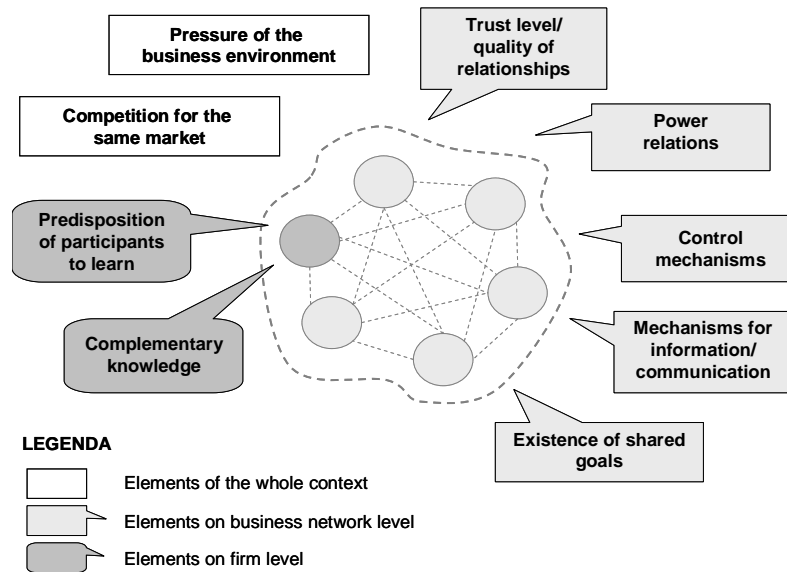 Pressure of the
business environment
Trust level/
quality of
relationships
Competition for the
same market
Power
relations
Predisposition
of participants
to learn
Control
mechanisms
Complementary
knowledge
Mechanisms for
information/
communication
Existence of shared
goals
LEGENDA
Elements of the whole context
Elements on business network level
Elements on firm level